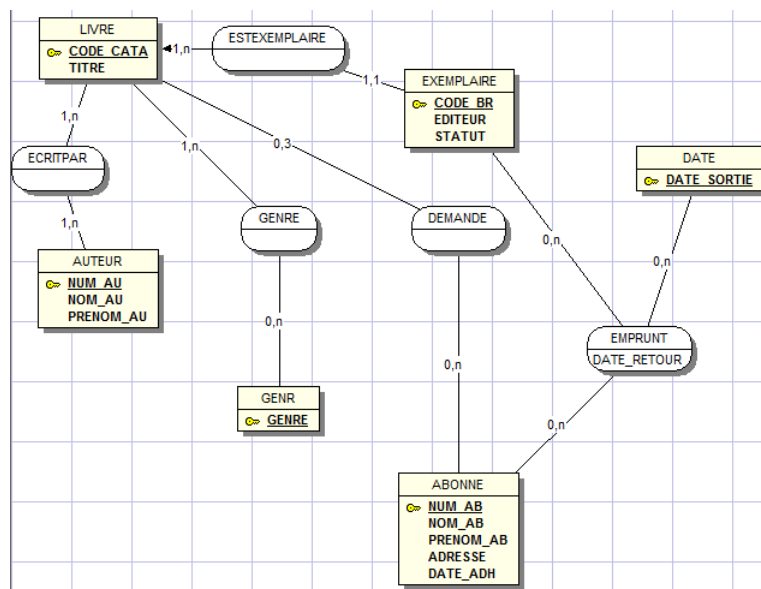 LIVRE
CODE_CATA
TITRE
1,n
ESTEXEMPLAIRE
1,1
EXEMPLAIRE
CODE_BR
EDITEUR
STATUT
1,n
1,n
0,3
ECRITPAR
DATE
DATE_SORTIE
1,n
GENRE
DEMANDE
AUTEUR
NUM_AU
NOM_AU
PRENOM_AU
0,n
0,n
0,n
EMPRUNT
DATE_RETOUR
0,n
GENR
GENRE
0,n
ABONNE
NUM_AB
NOM_AB
PRENOM_AB
ADRESSE
DATE_ADH